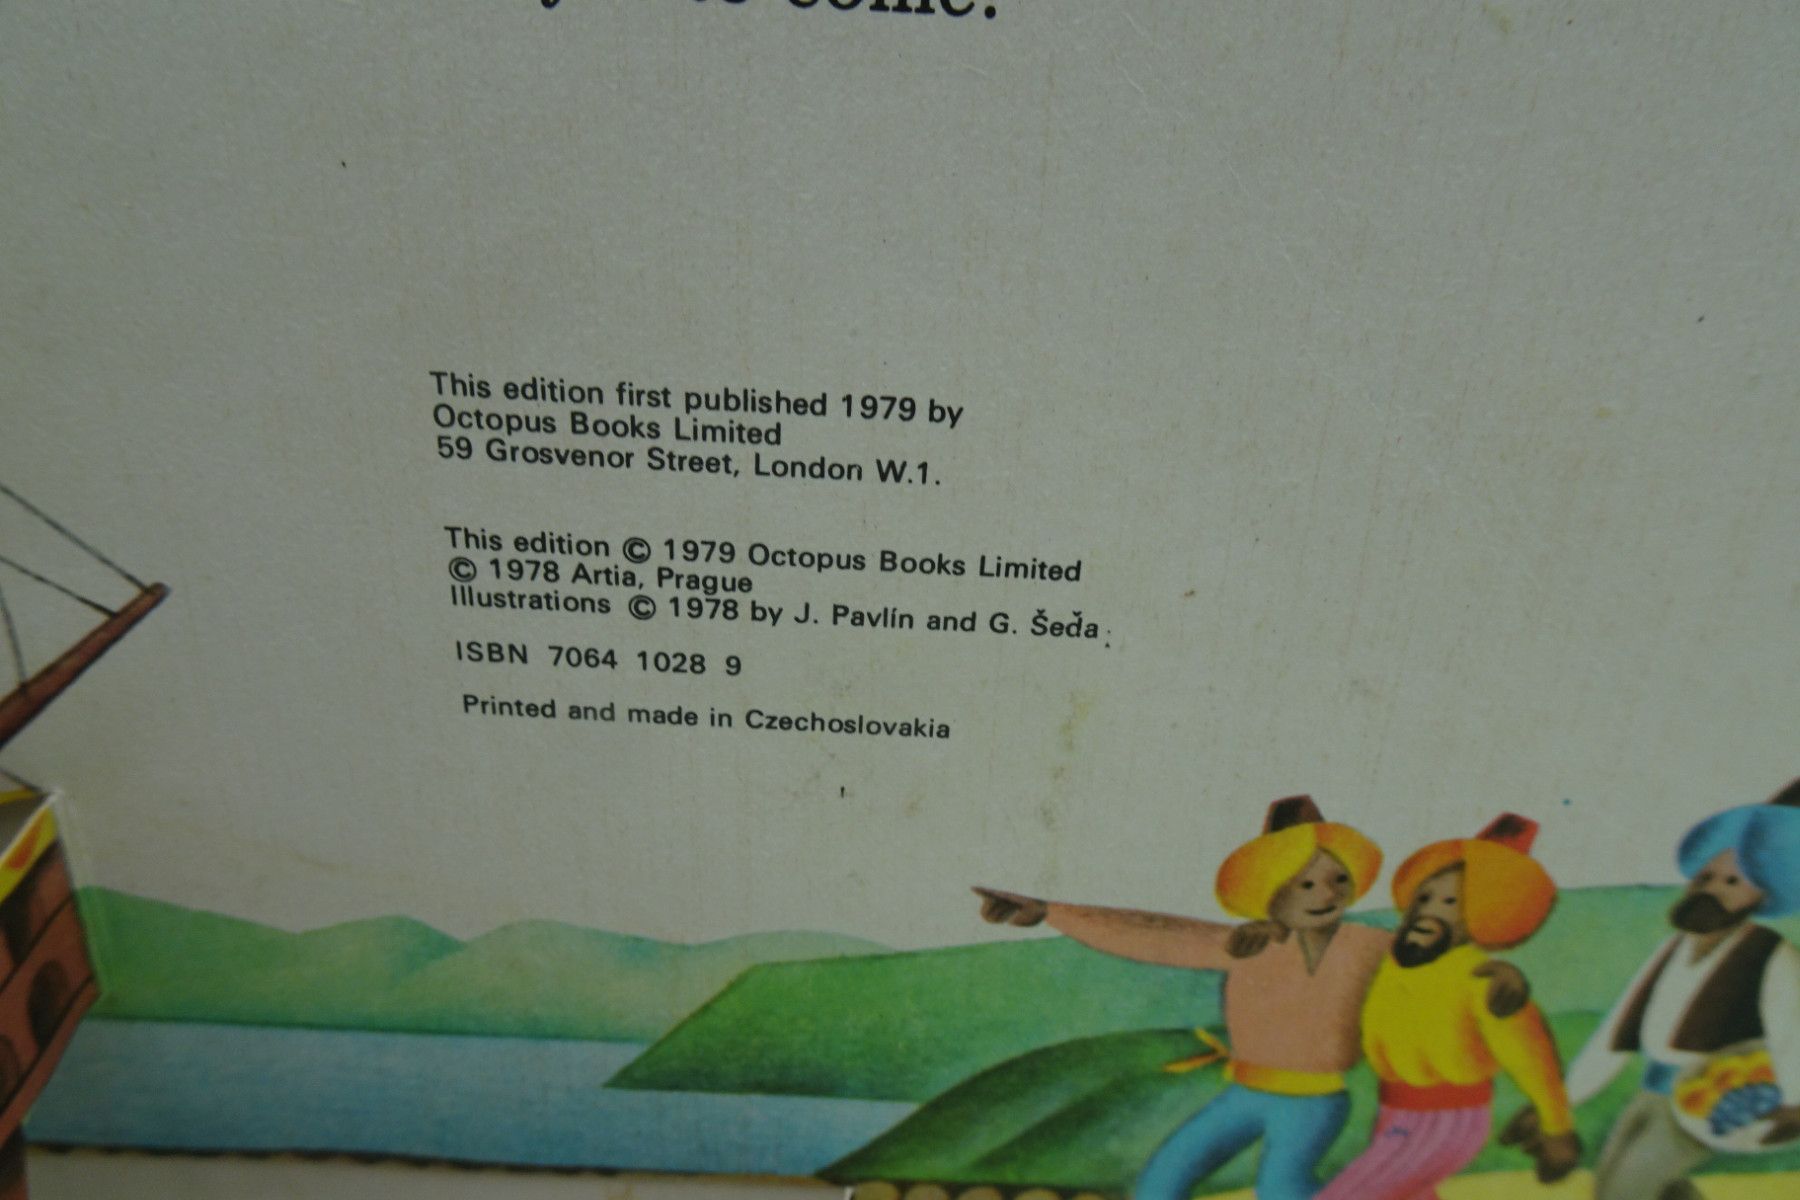 come.
This edition first published 1979 by
Octopus Books Limited
59 Grosvenor Street, London W.1.
This edition © 1979 Octopus Books Limited
© 1978 Artia, Prague
Illustrations © 1978 by J. Pavlín and G. Šeďa
ISBN 7064 1028 9
Printed and made in Czechoslovakia